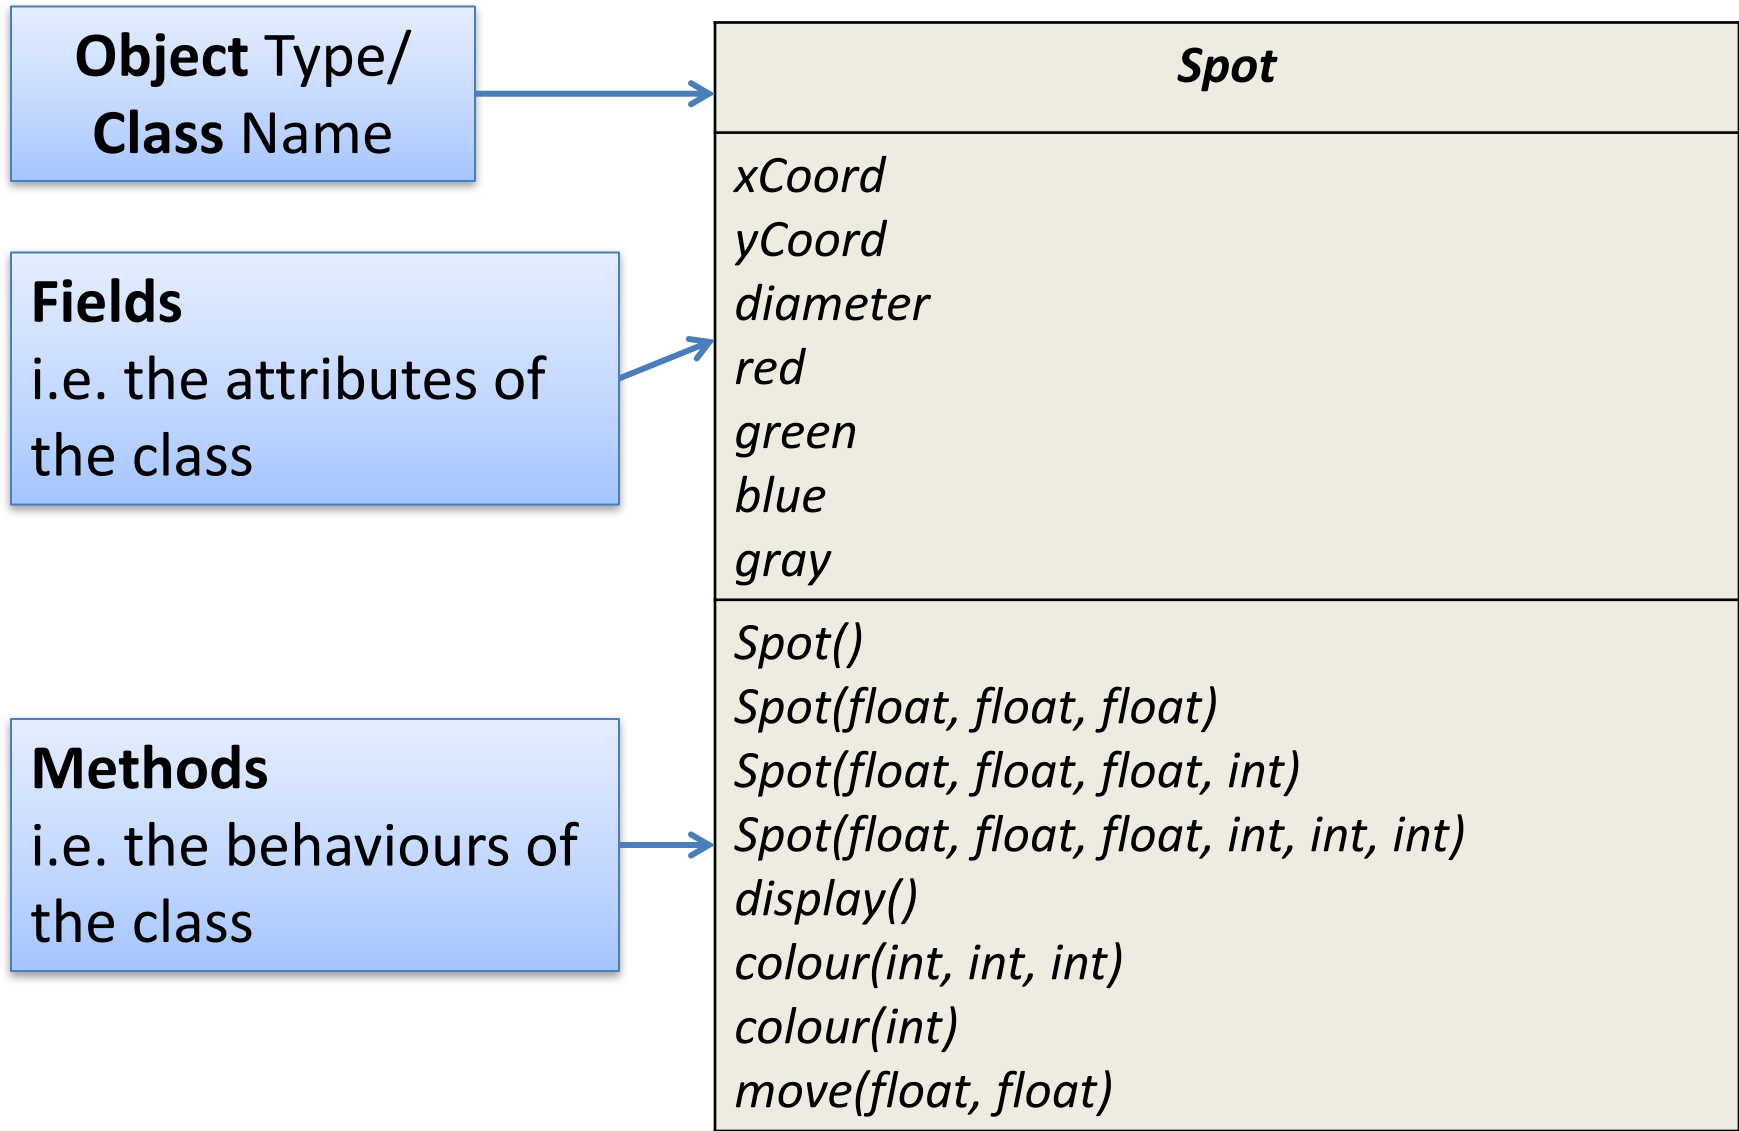 Object Type/
Class Name
Fields
i.e. the attributes of
the class
Methods
i.e. the behaviours of
the class
Spot
xCoord
yCoord
diameter
red
green
blue
gray
Spot()
Spot(float, float, float)
Spot(float, float, float, int)
Spot(float, float, float, int, int, int)
display()
colour(int, int, int)
colour(int)
move(float, float)